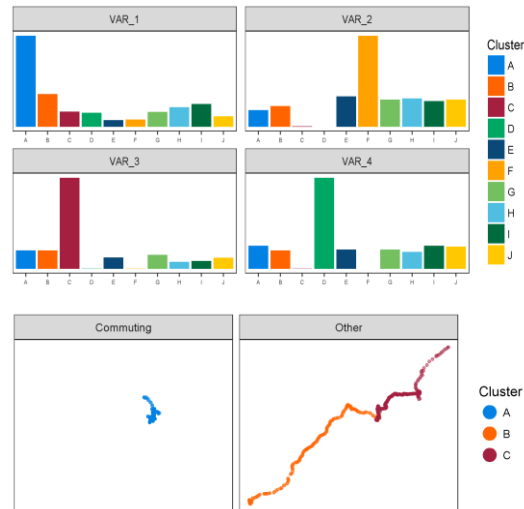 VAR_1
VAR_2
A B C D E F G H I J
A B C D E F G H I J
VAR_3
VAR_4
A B C D E F G H I J
A B C D E F G H I J
Cluster
A
B
C
D
E
F
G
H
I
J
Commuting
Other
Cluster
A
B
C